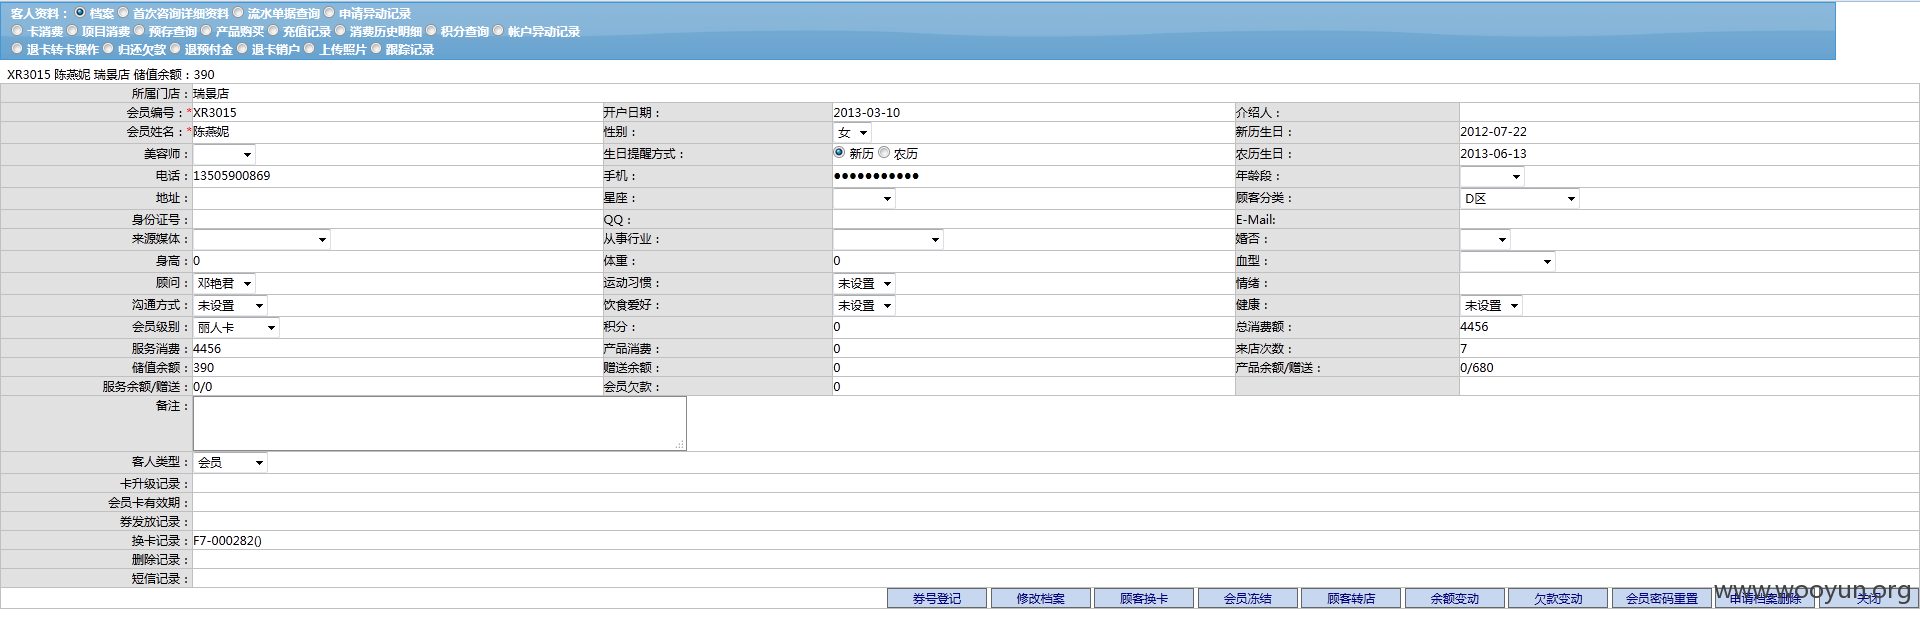 客人资料： 档案 首次咨询详细资料 流水单据查询 申请异动记录
卡消费 项目消费 预存查询 产品购买 充值记录 消费历史明细 积分查询 帐户异动记录
退卡转卡操作 归还欠款 退预付金 退卡销户 上传照片 跟踪记录
XR3015 陈燕妮 瑞景店 储值余额：390
所属门店： 瑞景店
会员编号：*XR3015 开户日期： 2013-03-10 介绍人：
会员姓名：*陈燕妮 性别： 女 新历生日： 2012-07-22
美容师： 生日提醒方式： 新历 农历 农历生日： 2013-06-13
电话： 13505900869 手机： ●●●●●●●●●●● 年龄段：
地址： 星座： 顾客分类： D区
身份证号： QQ： E-Mail:
来源媒体： 从事行业： 婚否：
身高： 0 体重： 0 血型：
顾问： 邓艳君 运动习惯： 未设置 情绪：
沟通方式： 未设置 饮食爱好： 未设置 健康： 未设置
会员级别： 丽人卡 积分： 0 总消费额： 4456
服务消费： 4456 产品消费： 0 来店次数： 7
储值余额： 390 赠送余额： 0 产品余额/赠送： 0/680
服务余额/赠送： 0/0 会员欠款： 0
备注：
客人类型： 会员
卡升级记录：
会员卡有效期：
券发放记录：
换卡记录： F7-000282()
删除记录：
短信记录：
券号登记 修改档案 顾客换卡 会员冻结 顾客转店 余额变动 欠款变动 会员密码重置 申请档案删除 关闭
www.wooyun.org